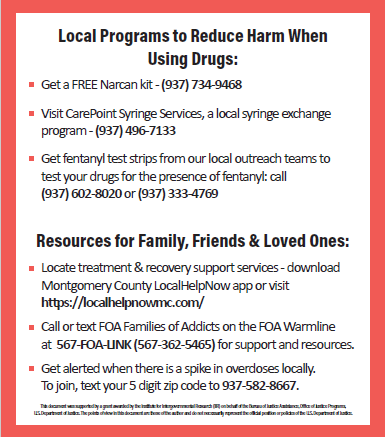 Local Programs to Reduce Harm When
Using Drugs:
Get a FREE Narcan kit - (937) 734-9468
Visit CarePoint Syringe Services, a local syringe exchange
program - (937) 496-7133
Get fentanyl test strips from our local outreach teams to
test your drugs for the presence of fentanyl: call
(937) 602-8020 or (937) 333-4769
Resources for Family, Friends & Loved Ones:
Locate treatment & recovery support services - download
Montgomery County LocalHelpNow app or visit
https://localhelpnowmc.com/
Call or text FOA Families of Addicts on the FOA Warmline
at 567-FOA-LINK (567-362-5465) for support and resources.
Get alerted when there is a spike in overdoses locally.
To join, text your 5 digit zip code to 937-582-8667.
This document was supported by a grant awarded by the Institute for Intergovernmental Research (IIR) on behalf of the Bureau of Justice Assistance, Office of Justice Programs,
U.S. Department of Justice. The points of view in this document are those of the author and do not necessarily represent the official position or policies of the U.S. Department of Justice.